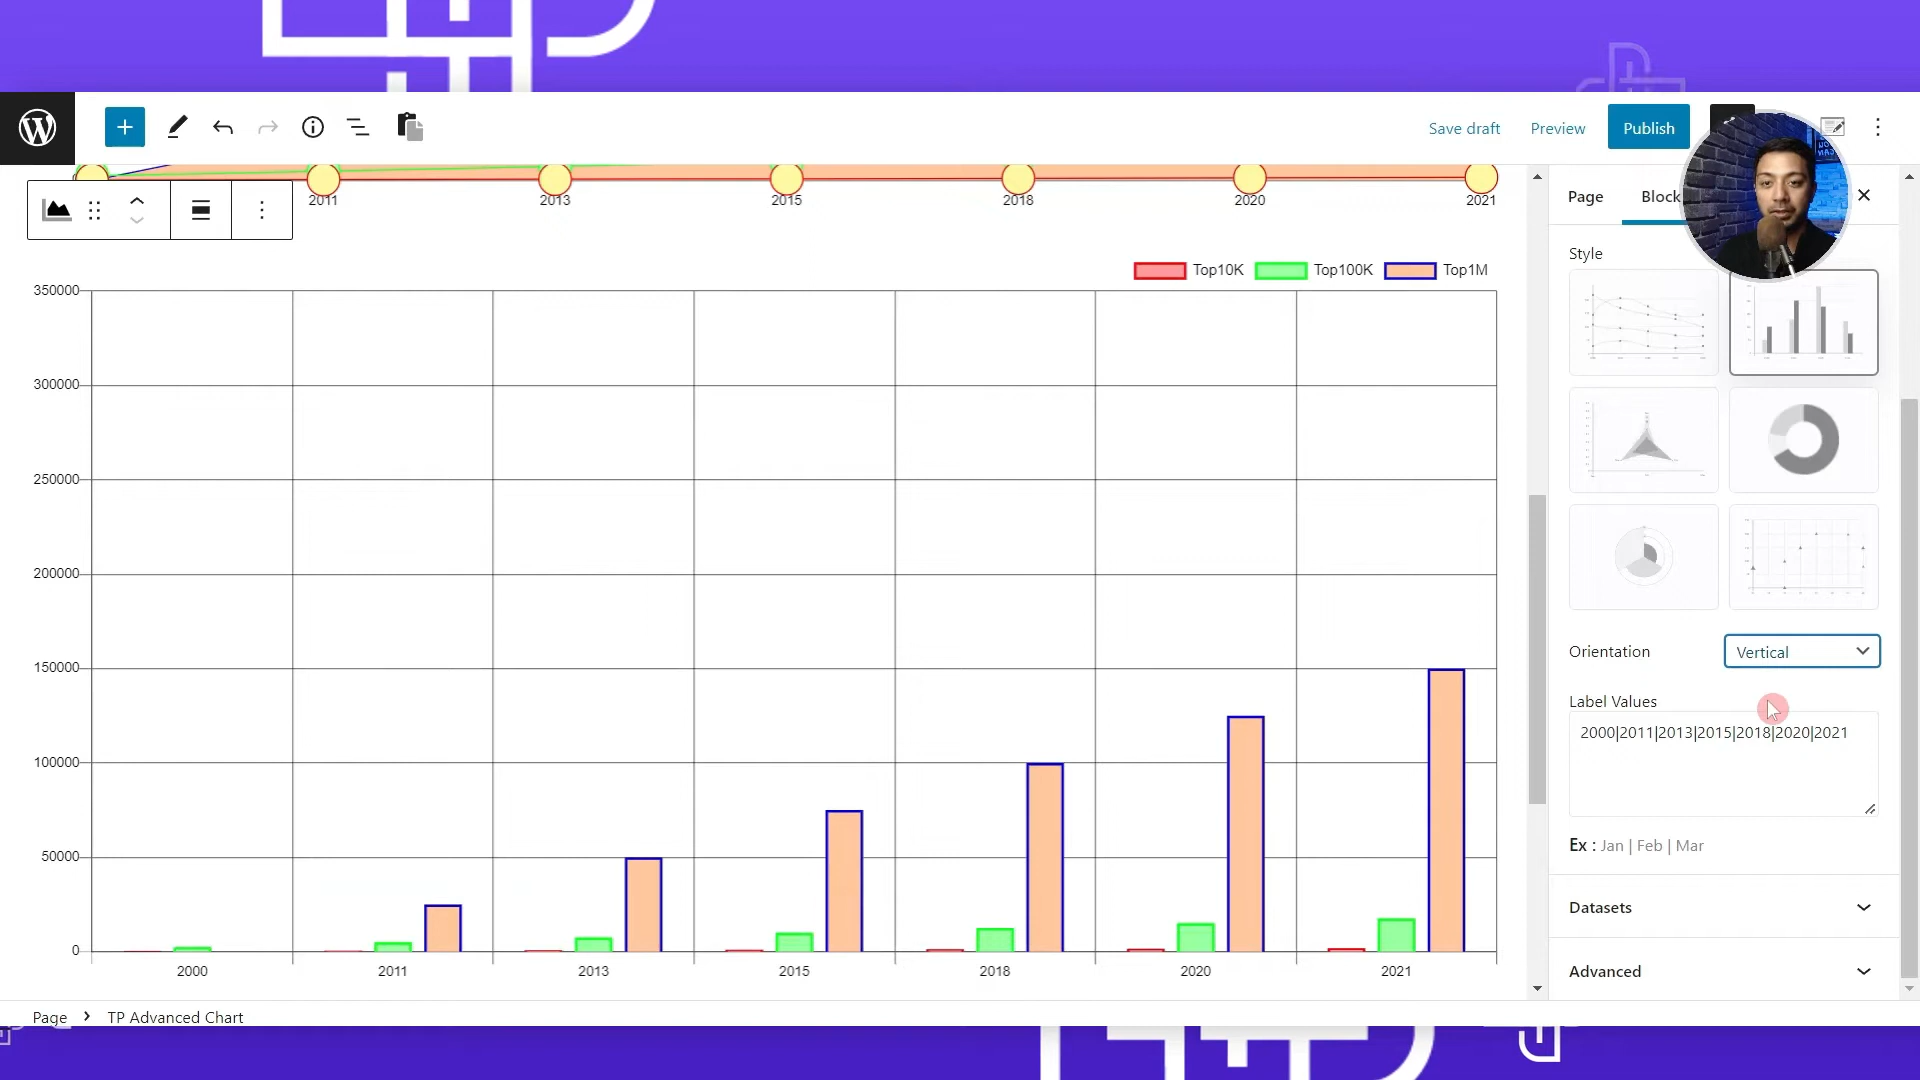 Save draft
Preview
Publish
2011
2013
2015
2018
2020
2021
Page
Block
Style
Top10K
Top100K
Top1M
350000
300000
250000
200000
150000
100000
50000
0
2000
2011
2013
2015
2018
2020
2021
Orientation
Vertical
Label Values
2000|2011|2013|2015|2018|2020|2021
Ex : Jan | Feb | Mar
Datasets
Advanced
Page
TP Advanced Chart